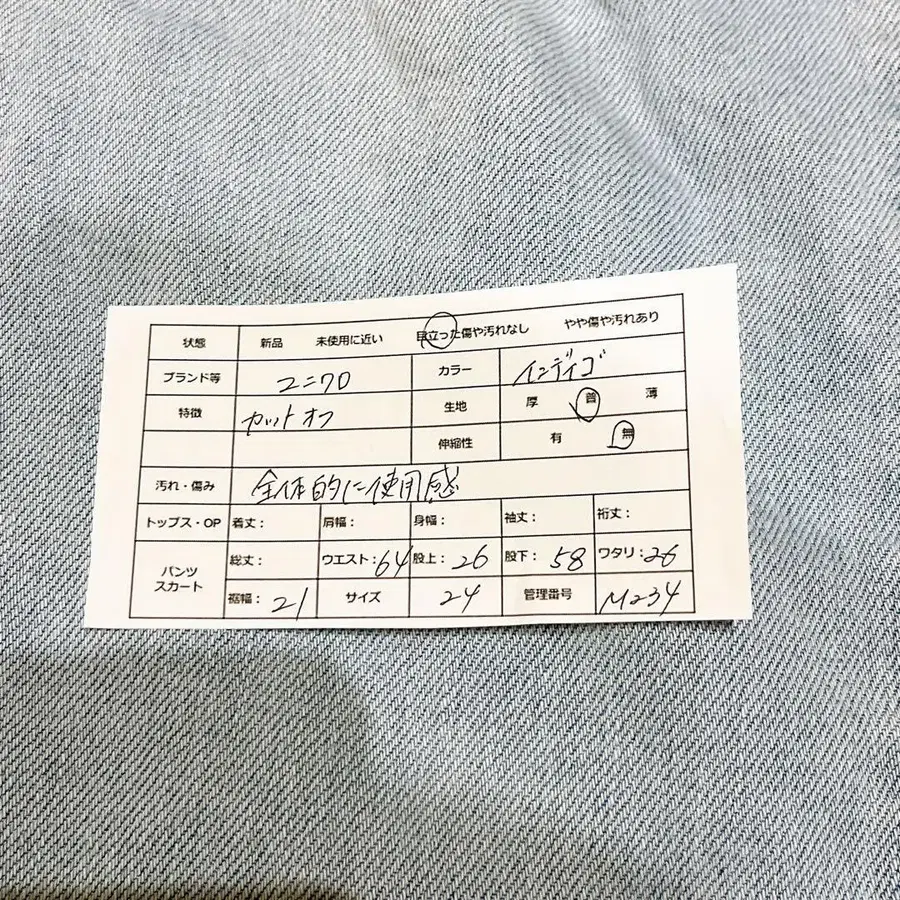 状態 新品 未使用に近い 目立った傷や汚れなし やや傷や汚れあり
ブランド等 ユニクロ カラー インディゴ
特徴 カットオフ 生地 厚 普 薄
伸縮性 有 無
汚れ・傷み 全体的に使用感
トップス・OP 着丈: 肩幅: 身幅: 袖丈: 裄丈:
パンツ スカート 総丈: ウエスト:64 股上:26 股下:58 ワタリ:26
裾幅:21 サイズ 24 管理番号 M234